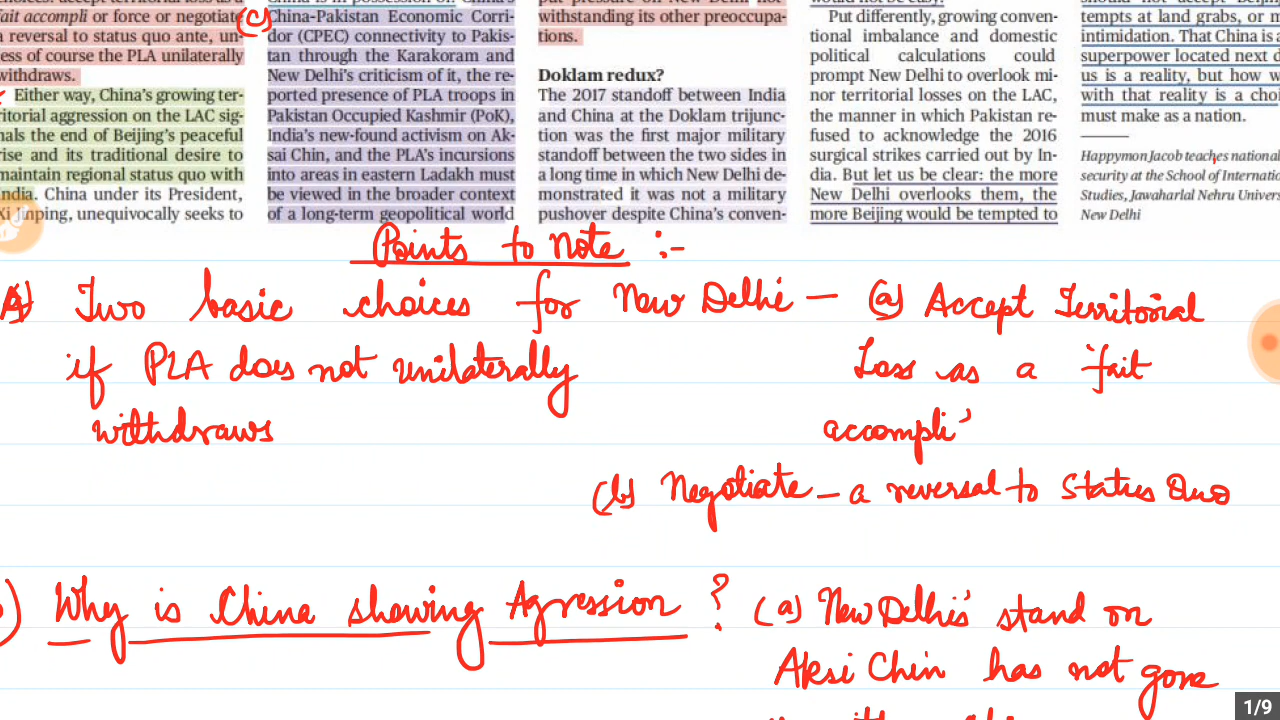 fait accompli or force or negotiate
a reversal to status quo ante, un-
ess of course the PLA unilaterally
withdraws.
Either way, China's growing ter-
ritorial aggression on the LAC sig-
nals the end of Beijing's peaceful
rise and its traditional desire to
maintain regional status quo with
India. China under its President,
Xi Jinping, unequivocally seeks to
(c)
China-Pakistan Economic Corri-
dor (CPEC) connectivity to Pakis-
tan through the Karakoram and
New Delhi's criticism of it, the re-
ported presence of PLA troops in
Pakistan Occupied Kashmir (PoK),
India's new-found activism on Ak-
sai Chin, and the PLA's incursions
into areas in eastern Ladakh must
be viewed in the broader context
of a long-term geopolitical world
put pressure on New Delhi not-
withstanding its other preoccupa-
tions.
Doklam redux?
The 2017 standoff between India
and China at the Doklam trijunc-
tion was the first major military
standoff between the two sides in
a long time in which New Delhi de-
monstrated it was not a military
pushover despite China's conven-
would not be easy.
Put differently, growing conven-
tional imbalance and domestic
political calculations could
prompt New Delhi to overlook mi-
nor territorial losses on the LAC,
the manner in which Pakistan re-
fused to acknowledge the 2016
surgical strikes carried out by In-
dia. But let us be clear: the more
New Delhi overlooks them, the
more Beijing would be tempted to
tempts at land grabs, or m
intimidation. That China is a
superpower located next d
us is a reality, but how w
with that reality is a choi
must make as a nation.
Happymon Jacob teaches national
security at the School of Internatio
Studies, Jawaharlal Nehru Univers
New Delhi
Points to Note :-
A) Two basic choices for New Delhi - (a) Accept Territorial
if PLA does not unilaterally Loss as a 'fait
withdraws accompli'
(b) Negotiate - a reversal to Status Quo
) Why is China showing Agression ? (a) New Delhi's stand on
Aksi Chin has not gone
1/9